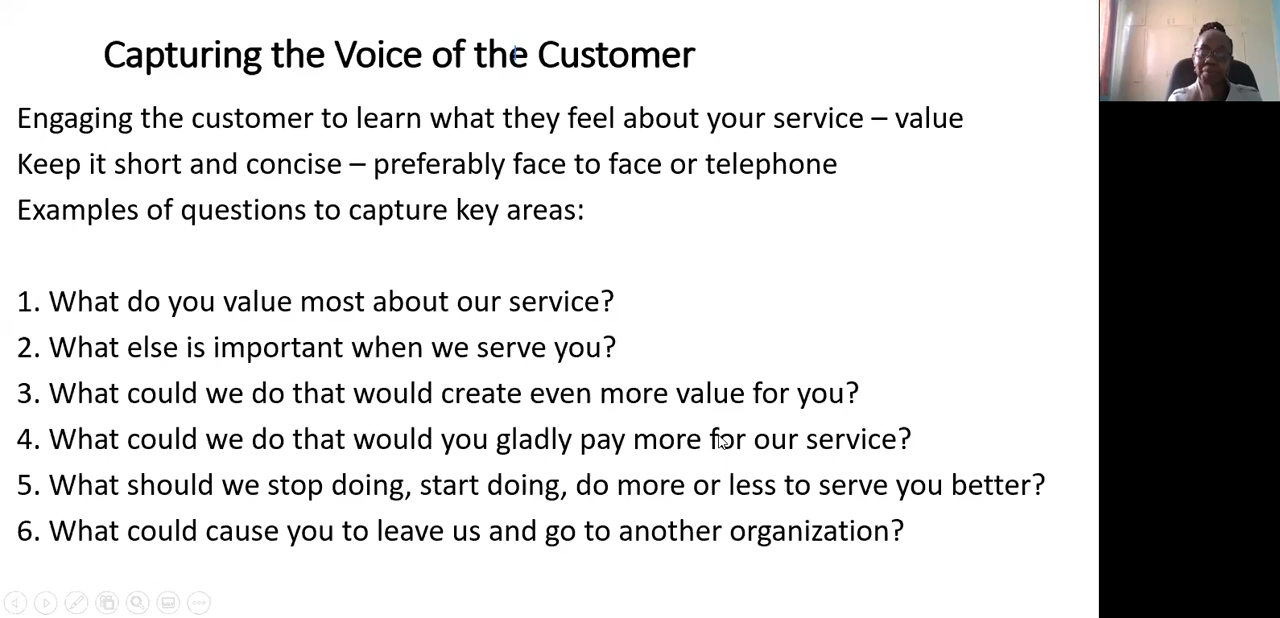 Capturing the Voice of the Customer
Engaging the customer to learn what they feel about your service – value
Keep it short and concise – preferably face to face or telephone
Examples of questions to capture key areas:
1. What do you value most about our service?
2. What else is important when we serve you?
3. What could we do that would create even more value for you?
4. What could we do that would you gladly pay more for our service?
5. What should we stop doing, start doing, do more or less to serve you better?
6. What could cause you to leave us and go to another organization?